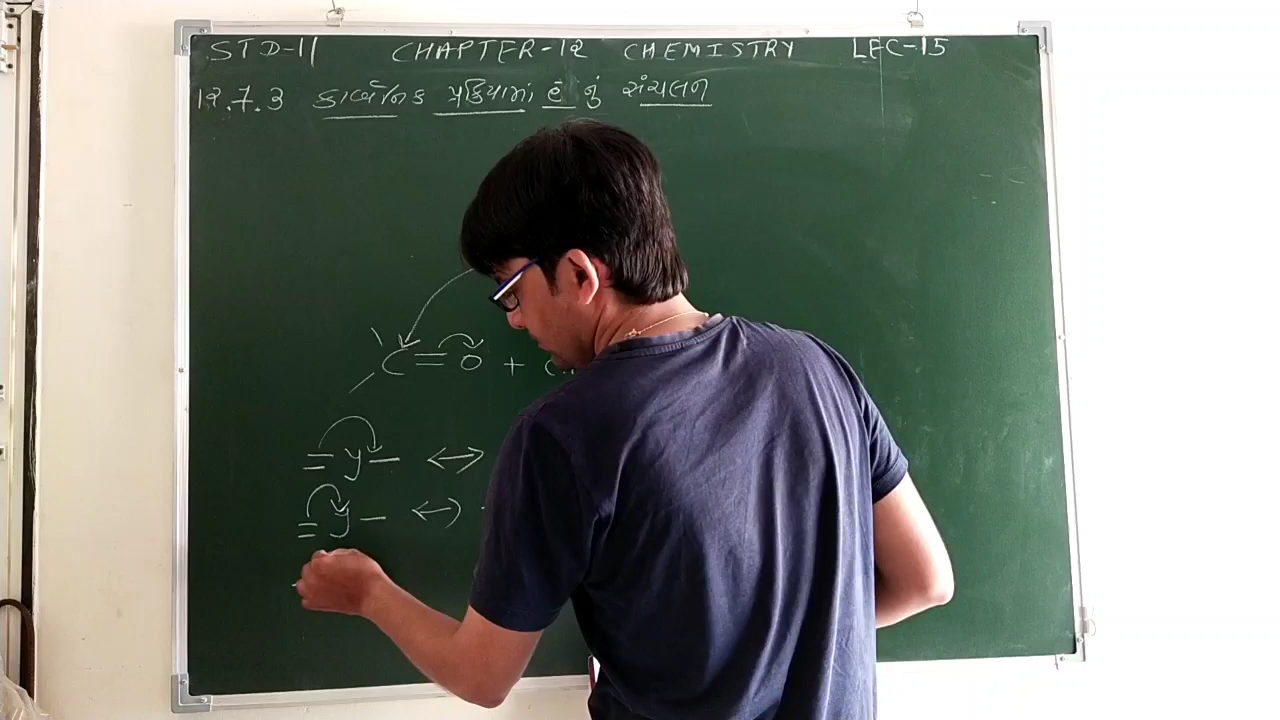 STD-11 CHAPTER-12 CHEMISTRY LEC-15
12.7.3 કાર્બનિક પ્રક્રિયામાં ē નું સંચલન
C = O +
= y – ↔
= y – ↔